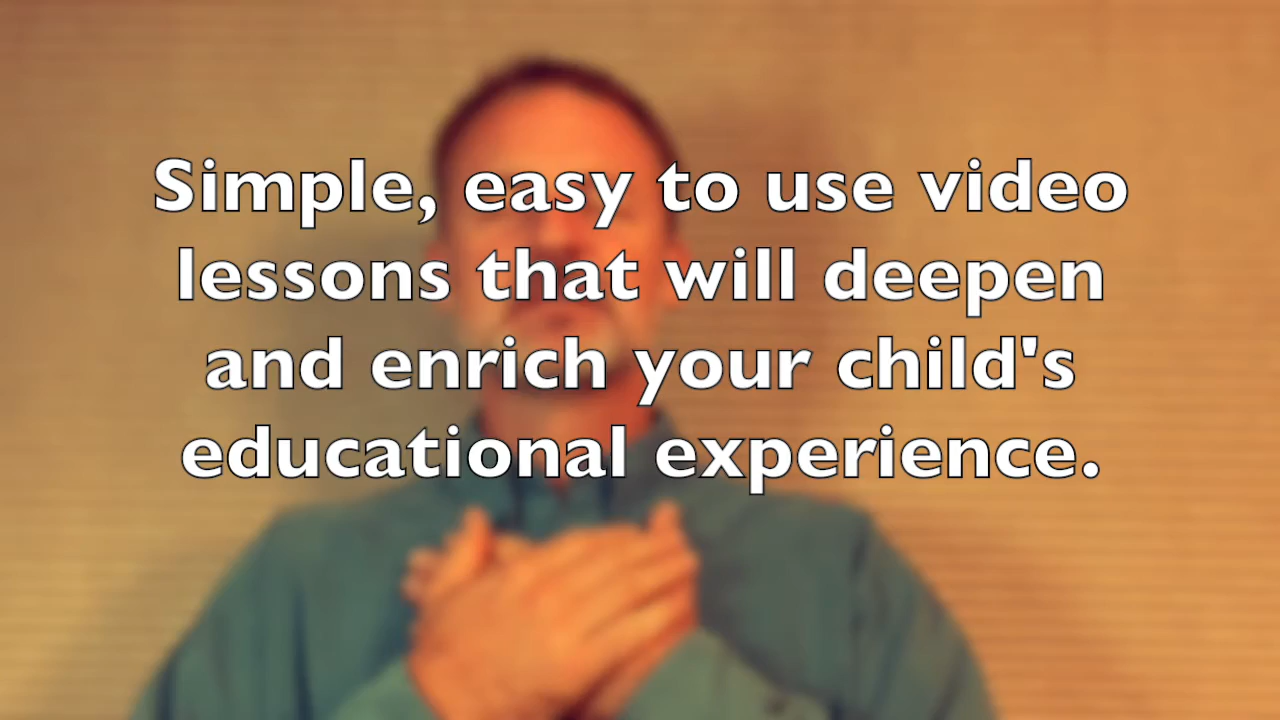 Simple, easy to use video
lessons that will deepen
and enrich your child's
educational experience.